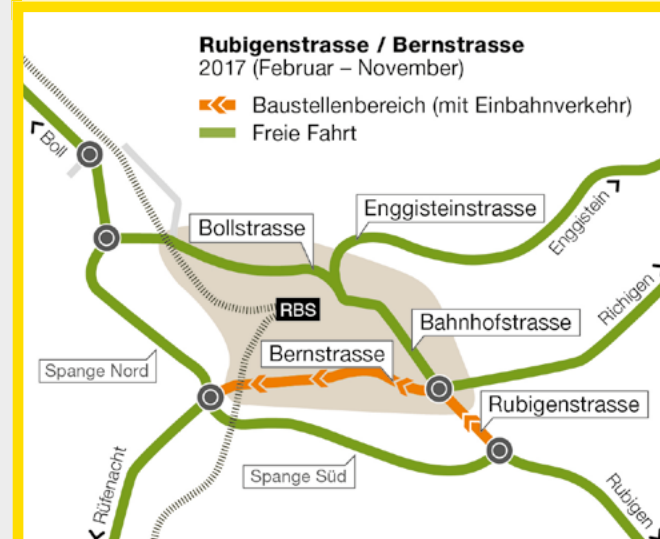 Rubigenstrasse / Bernstrasse
2017 (Februar – November)
Baustellenbereich (mit Einbahnverkehr)
Freie Fahrt
Boll
Bollstrasse
Enggisteinstrasse
Enggistein
RBS
Bahnhofstrasse
Richigen
Spange Nord
Bernstrasse
Rubigenstrasse
Rüfenacht
Spange Süd
Rubigen